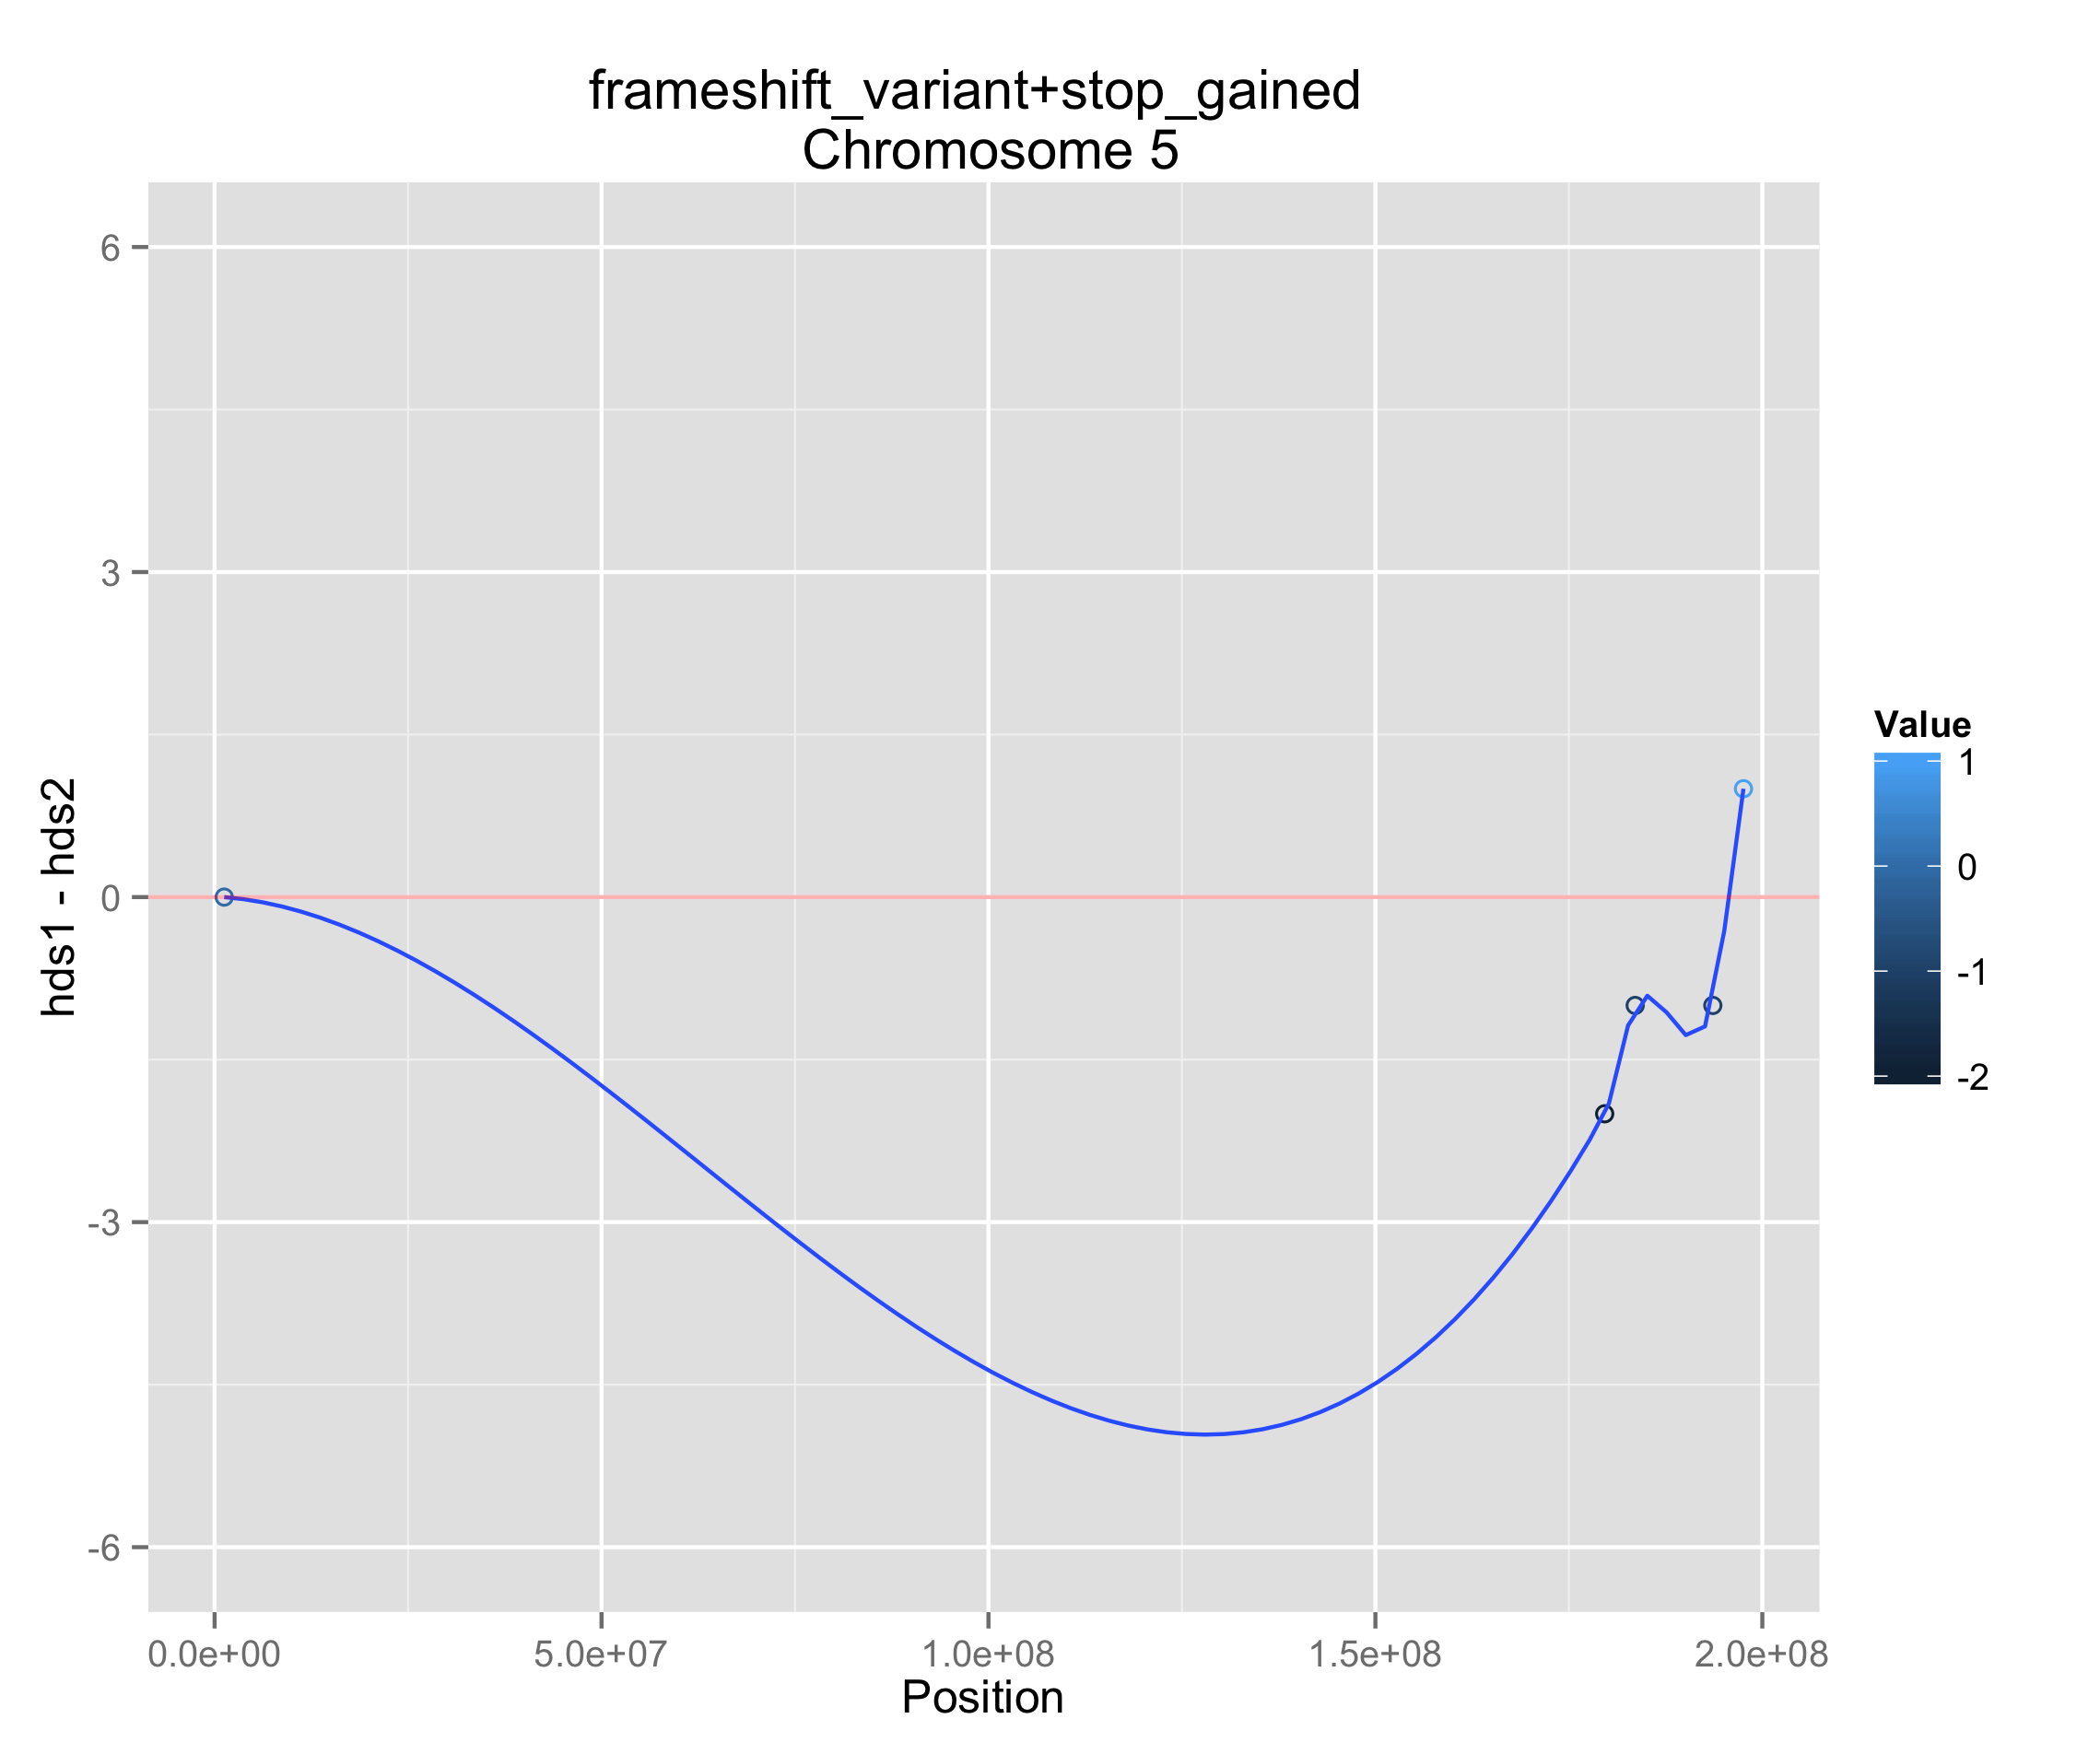 frameshift_variant+stop_gained
Chromosome 5
6
3
0
-3
-6
hds1 - hds2
0.0e+00 5.0e+07 1.0e+08 1.5e+08 2.0e+08
Position
Value
1
0
-1
-2